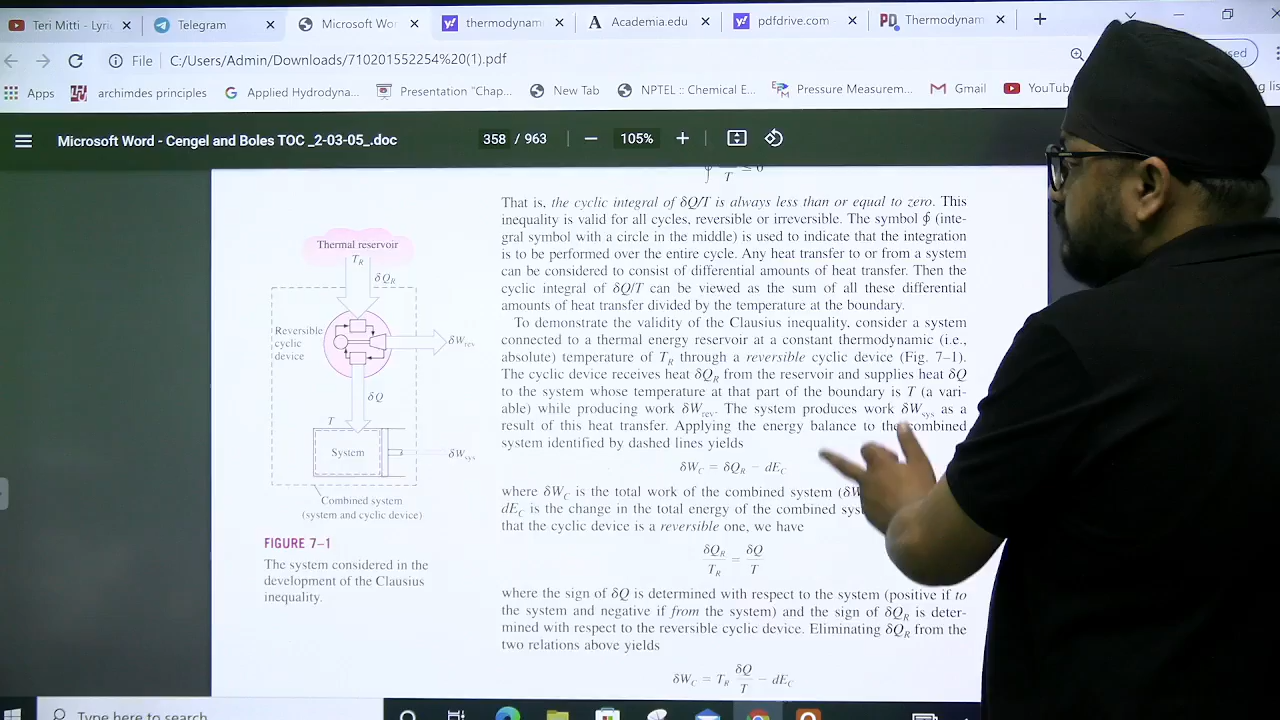 Teri Mitti - Lyri
Telegram
Microsoft Wo
thermodynam
Academia.edu
pdfdrive.com
Thermodynam
File
C:/Users/Admin/Downloads/710201552254%20(1).pdf
Apps
archimdes principles
Applied Hydrodyna...
Presentation "Chap...
New Tab
NPTEL :: Chemical E...
Pressure Measurem...
Gmail
Microsoft Word - Cengel and Boles TOC _2-03-05_.doc
358 / 963
105%
That is, the cyclic integral of δQ/T is always less than or equal to zero. This
inequality is valid for all cycles, reversible or irreversible. The symbol ∮ (inte-
gral symbol with a circle in the middle) is used to indicate that the integration
is to be performed over the entire cycle. Any heat transfer to or from a system
can be considered to consist of differential amounts of heat transfer. Then the
cyclic integral of δQ/T can be viewed as the sum of all these differential
amounts of heat transfer divided by the temperature at the boundary.
To demonstrate the validity of the Clausius inequality, consider a system
connected to a thermal energy reservoir at a constant thermodynamic (i.e.,
absolute) temperature of T_R through a reversible cyclic device (Fig. 7–1).
The cyclic device receives heat δQ_R from the reservoir and supplies heat δQ
to the system whose temperature at that part of the boundary is T (a vari-
able) while producing work δW_rev. The system produces work δW_sys as a
result of this heat transfer. Applying the energy balance to the combined
system identified by dashed lines yields
δW_C = δQ_R − dE_C
where δW_C is the total work of the combined system (δW
dE_C is the change in the total energy of the combined sys
that the cyclic device is a reversible one, we have
δQ_R / T_R = δQ / T
where the sign of δQ is determined with respect to the system (positive if to
the system and negative if from the system) and the sign of δQ_R is deter-
mined with respect to the reversible cyclic device. Eliminating δQ_R from the
two relations above yields
δW_C = T_R δQ / T − dE_C
Thermal reservoir
T_R
δQ_R
Reversible
cyclic
device
δW_rev
δQ
T
System
δW_sys
Combined system
(system and cyclic device)
FIGURE 7–1
The system considered in the
development of the Clausius
inequality.
Type here to search